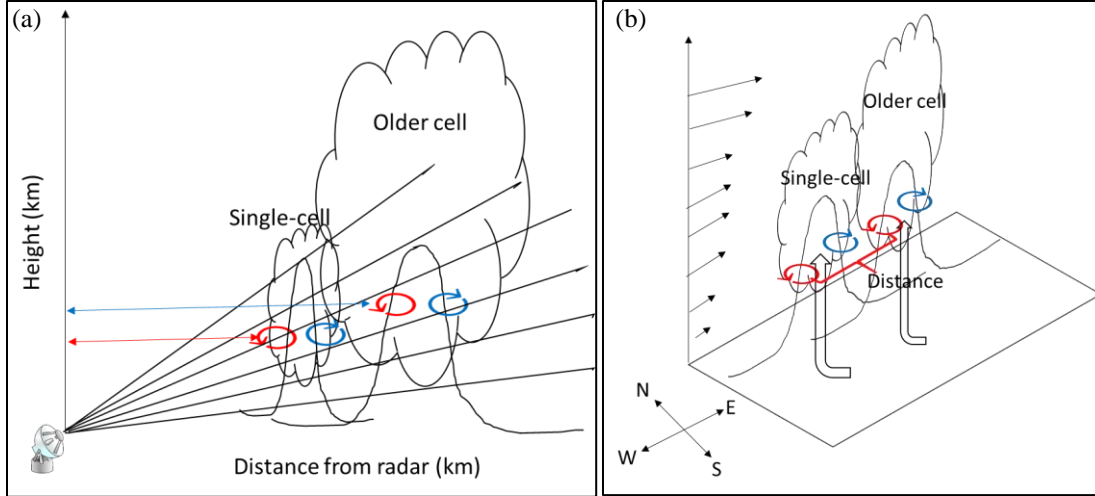 (a)
Older cell
Single-cell
Height (km)
Distance from radar (km)
(b)
Older cell
Single-cell
Distance
N
E
W
S